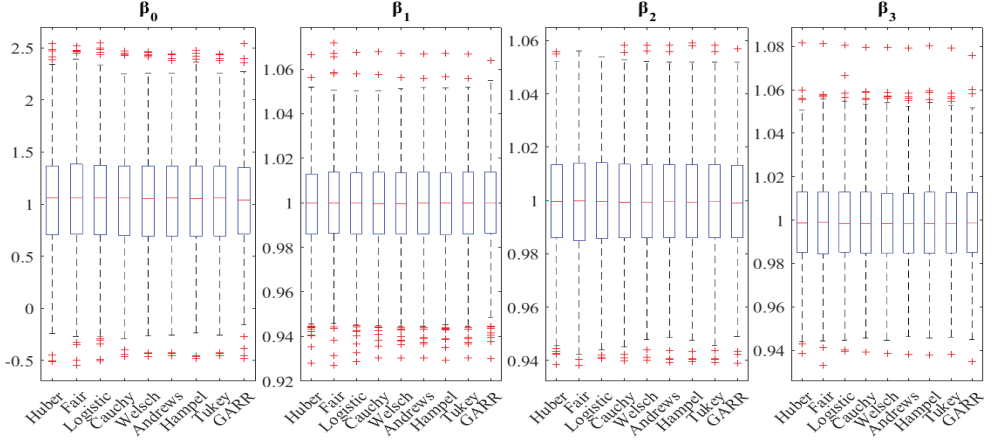 β0
2.5
2
1.5
1
0.5
0
-0.5
Huber
Fair
Logistic
Cauchy
Welsch
Andrews
Hampel
Tukey
GARR
β1
1.06
1.04
1.02
1
0.98
0.96
0.94
0.92
Huber
Fair
Logistic
Cauchy
Welsch
Andrews
Hampel
Tukey
GARR
β2
1.06
1.04
1.02
1
0.98
0.96
0.94
Huber
Fair
Logistic
Cauchy
Welsch
Andrews
Hampel
Tukey
GARR
β3
1.08
1.06
1.04
1.02
1
0.98
0.96
0.94
Huber
Fair
Logistic
Cauchy
Welsch
Andrews
Hampel
Tukey
GARR